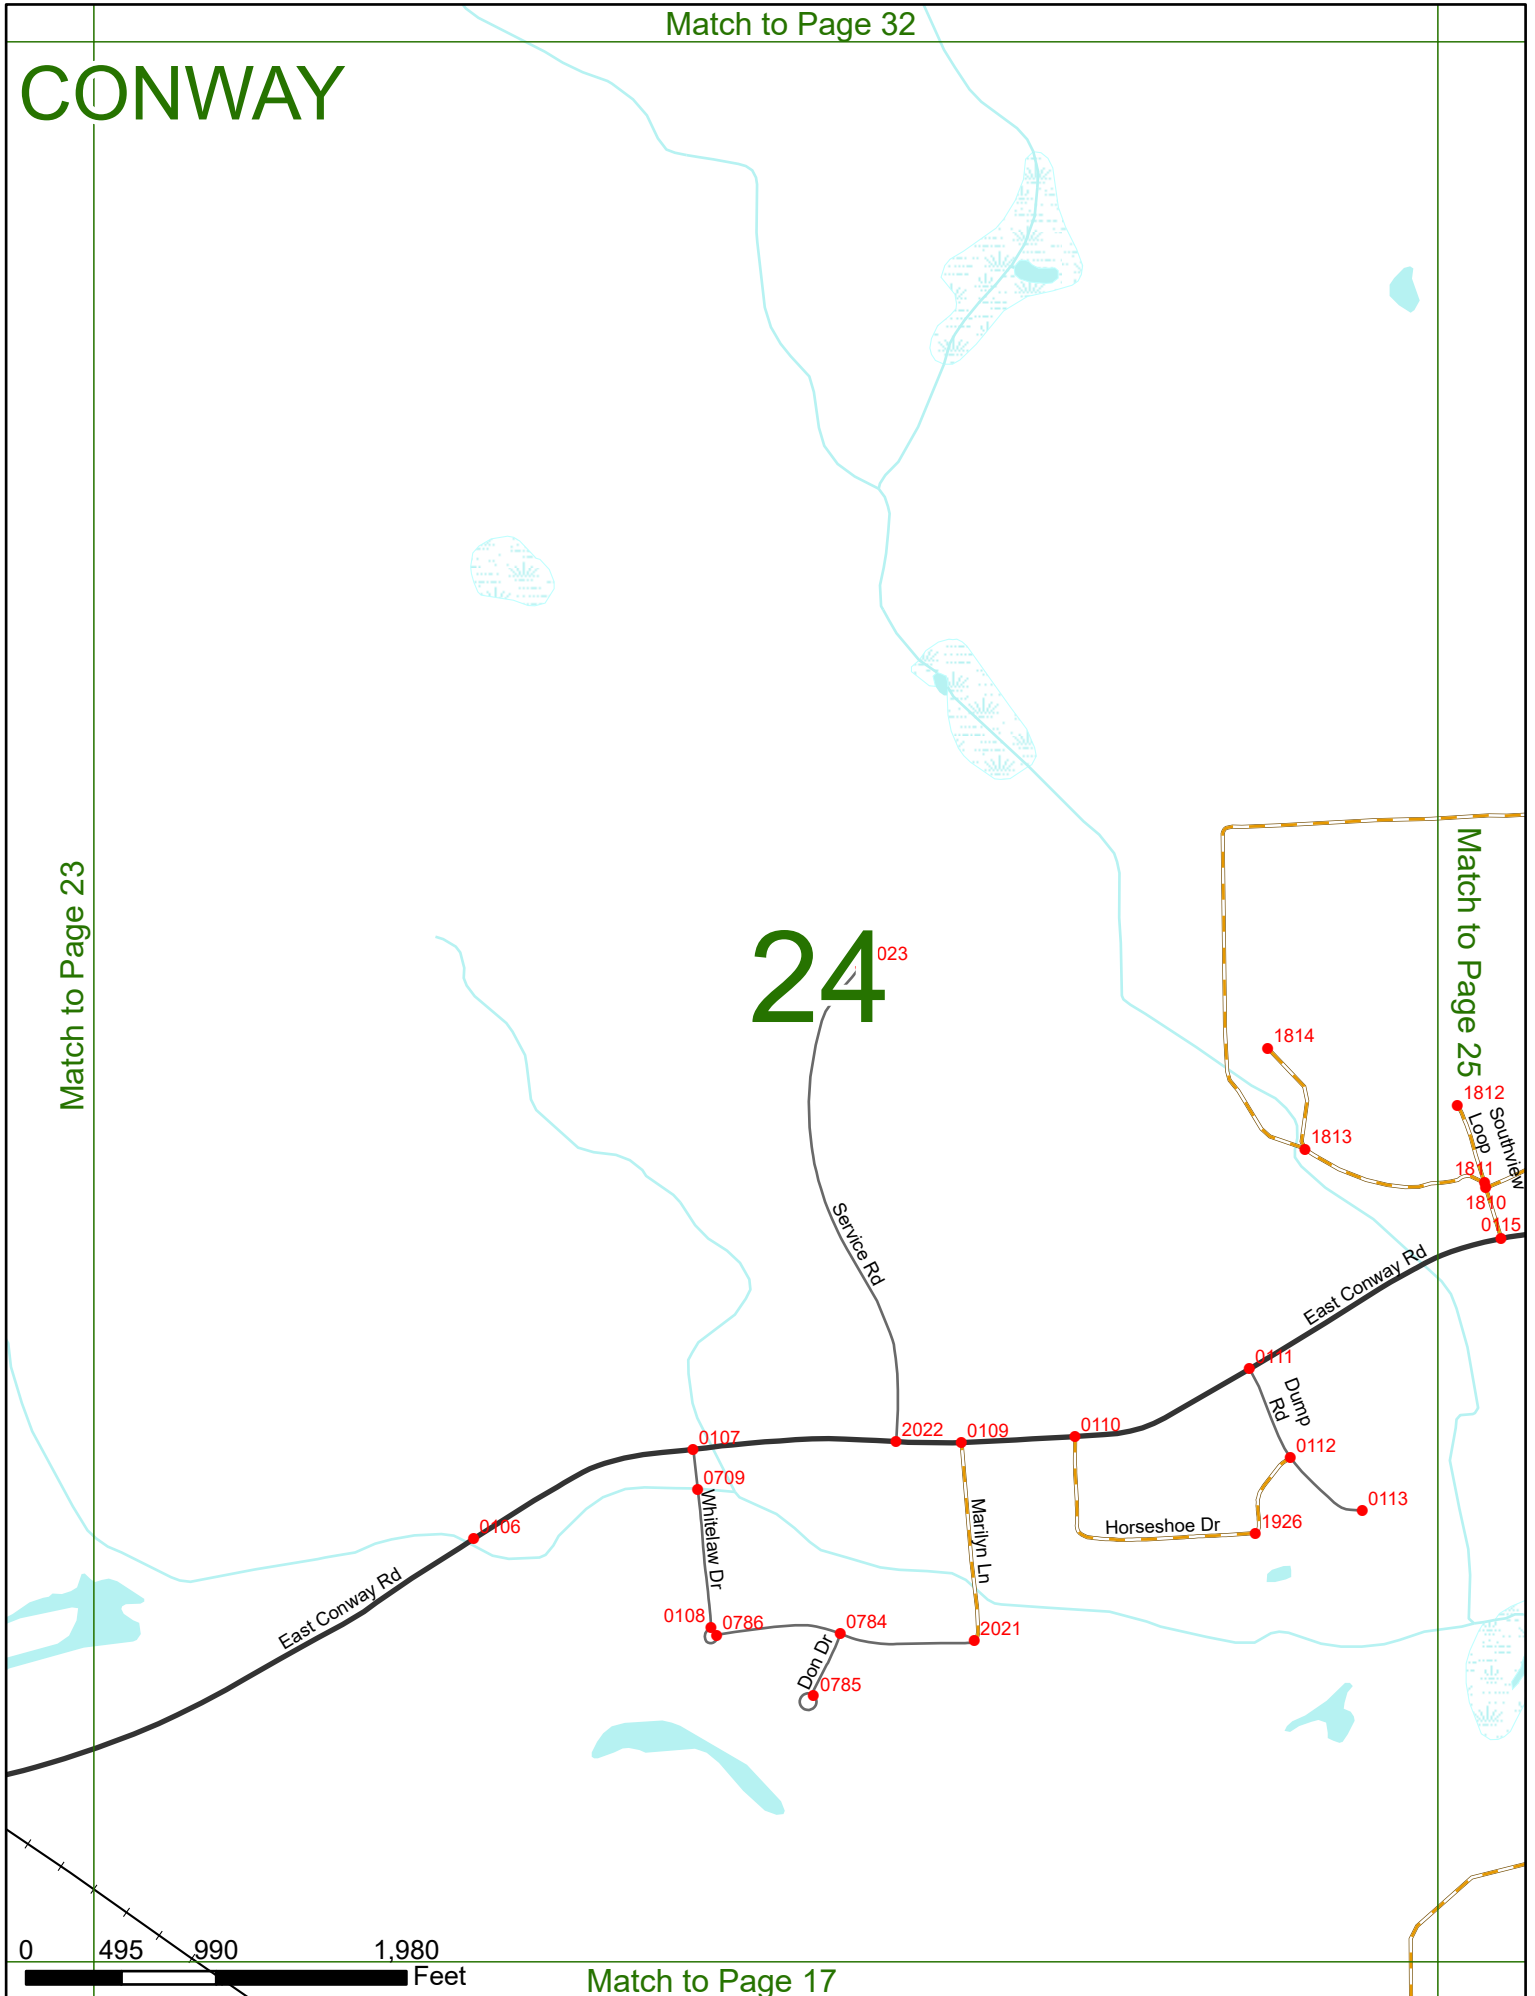 Match to Page 32
CONWAY
Match to Page 23
Match to Page 25
24
023
1814
1812
1813
Southview
Loop
1811
1810
0115
Service Rd
East Conway Rd
0111
Dump
Rd
0110
0109
2022
0107
0112
0709
0113
Whitelaw Dr
Marilyn Ln
Horseshoe Dr
1926
0106
East Conway Rd
0108
0786
0784
2021
Don Dr
0785
0
495
990
1,980
Feet
Match to Page 17